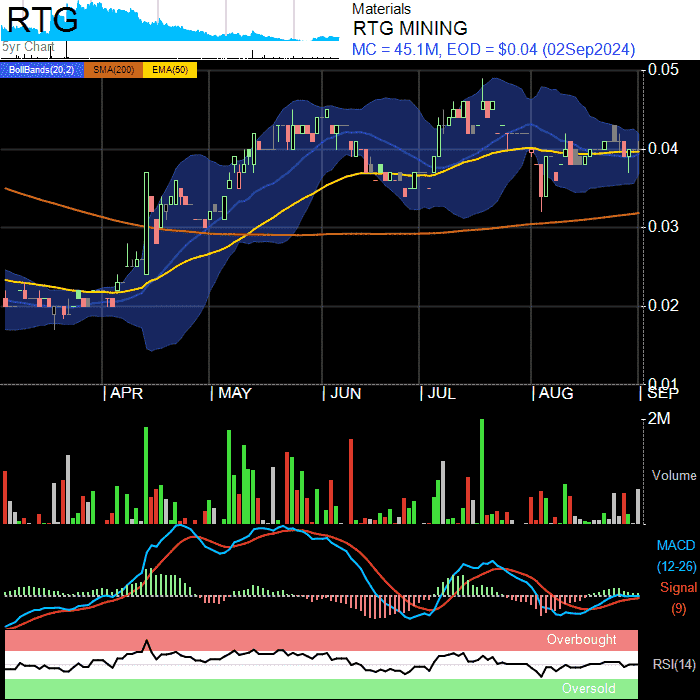 RTG
5yr Chart
Materials
RTG MINING
MC = 45.1M, EOD = $0.04 (02Sep2024)
BollBands(20,2) SMA(200) EMA(50)
0.05
0.04
0.03
0.02
0.01
APR MAY JUN JUL AUG SEP
2M
Volume
MACD
(12-26)
Signal
(9)
Overbought
RSI(14)
Oversold